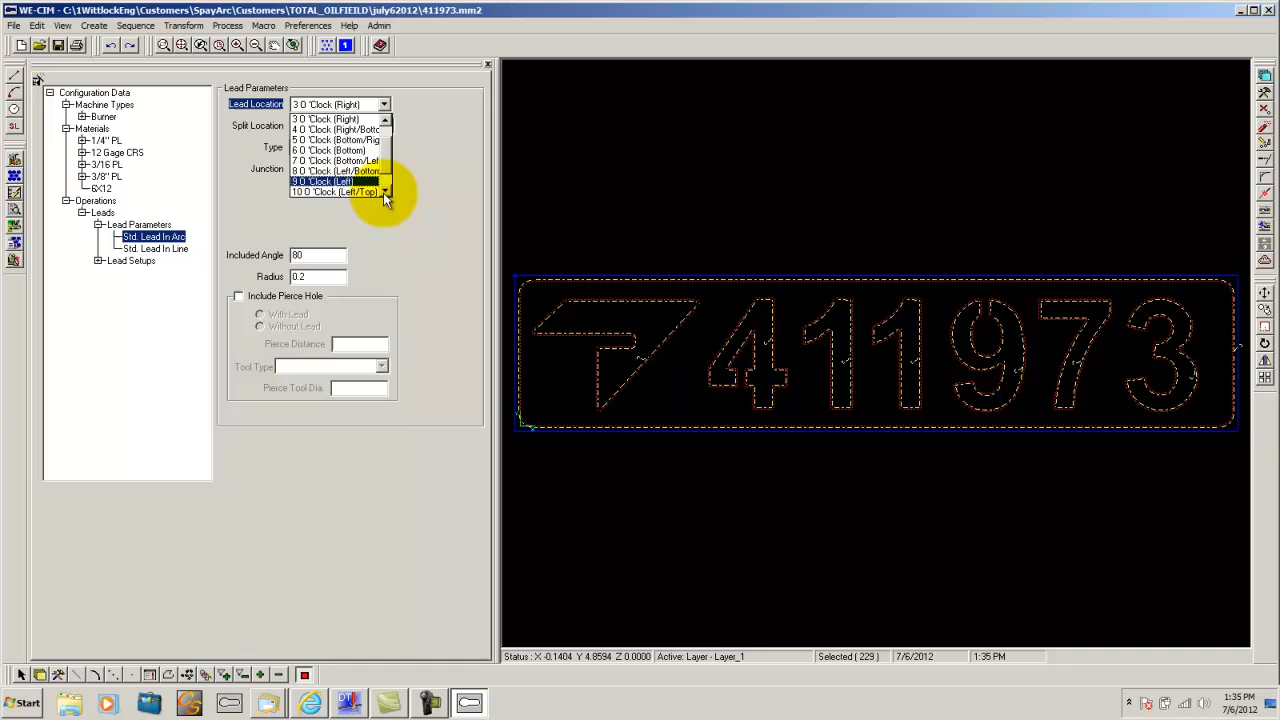 WE-CIM - C:\1WittlockEng\Customers\SpayArc\Customers\TOTAL_OILFIEILD\july62012\411973.mm2
File Edit View Create Sequence Transform Process Macro Preferences Help Admin
1
SL
Configuration Data
Machine Types
Burner
Materials
1/4" PL
12 Gage CRS
3/16 PL
3/8" PL
6X12
Operations
Leads
Lead Parameters
Std. Lead In Arc
Std. Lead In Line
Lead Setups
Lead Parameters
Lead Location 3 O 'Clock (Right)
Split Location
Type
Junction
3 O 'Clock (Right)
4 O 'Clock (Right/Botto
5 O 'Clock (Bottom/Rig
6 O 'Clock (Bottom)
7 O 'Clock (Bottom/Left
8 O 'Clock (Left/Bottom
9 O 'Clock (Left)
10 O 'Clock (Left/Top)
Included Angle 80
Radius 0.2
Include Pierce Hole
With Lead
Without Lead
Pierce Distance
Tool Type
Pierce Tool Dia.
411973
Status : X -0.1404 Y 4.8594 Z 0.0000 Active: Layer - Layer_1 Selected ( 229 ) 7/6/2012 1:35 PM
Start
1:35 PM
7/6/2012